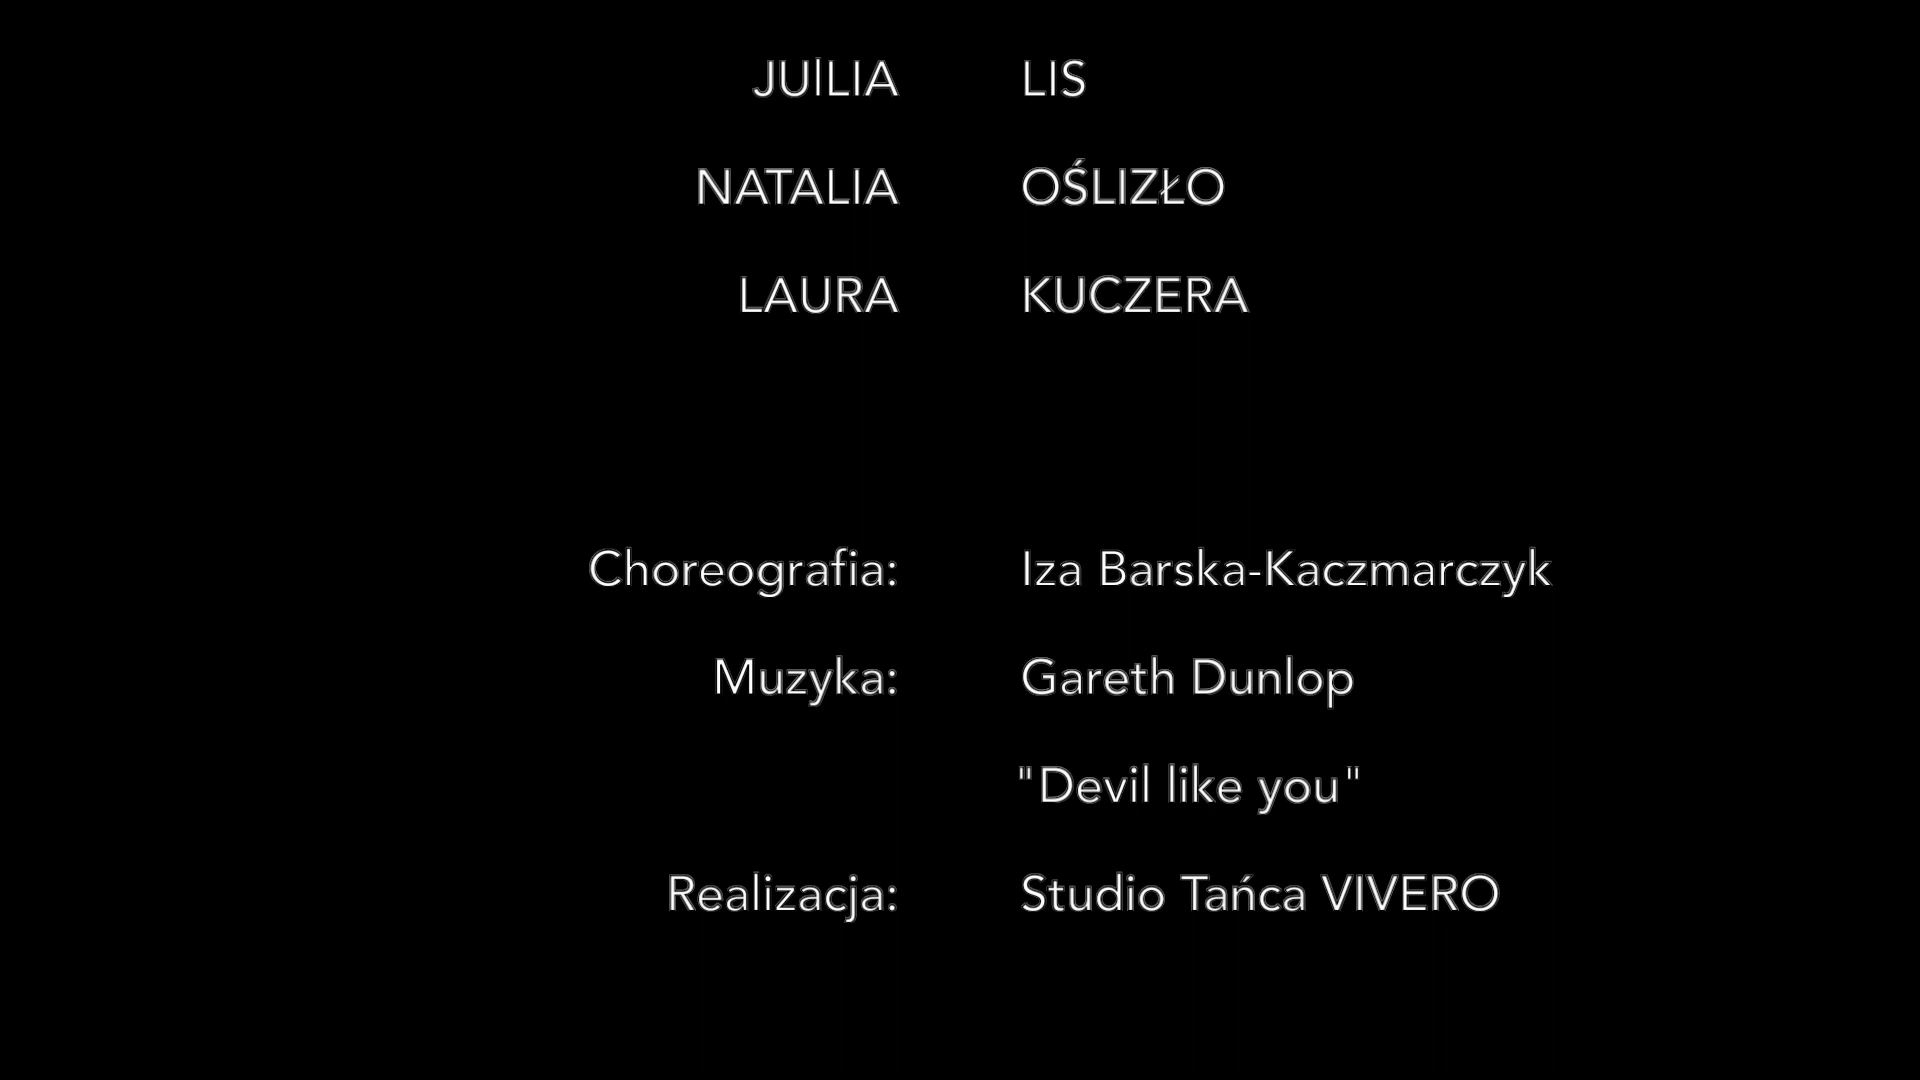 JUlLIA LIS
NATALIA OŚLIZŁO
LAURA KUCZERA
Choreografia: Iza Barska-Kaczmarczyk
Muzyka: Gareth Dunlop
"Devil like you"
Realizacja: Studio Tańca VIVERO